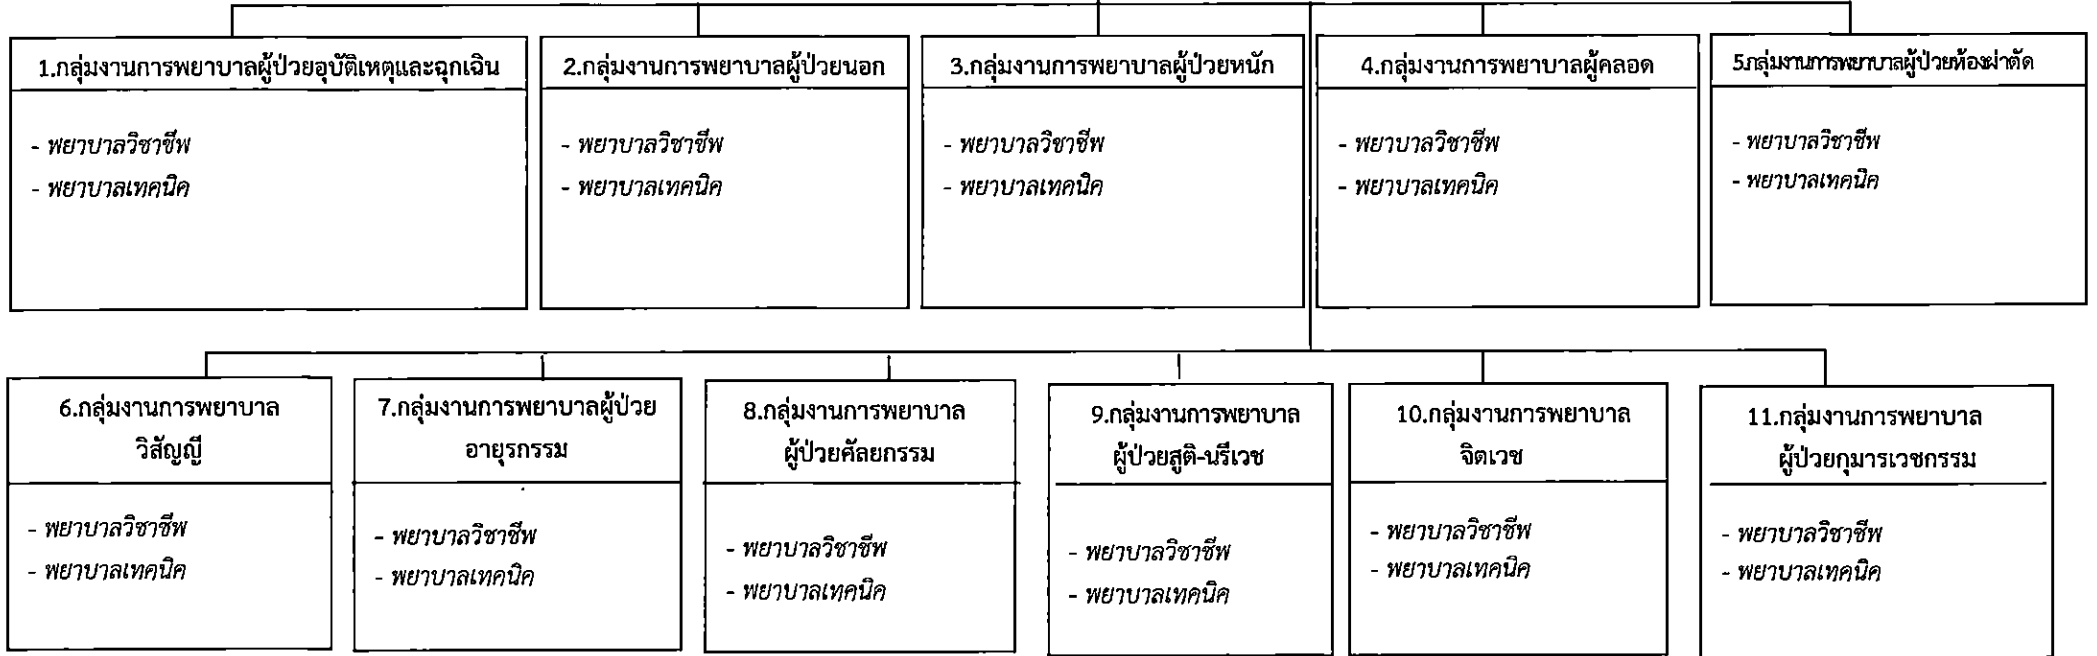 1.กลุ่มงานการพยาบาลผู้ป่วยอุบัติเหตุและฉุกเฉิน
- พยาบาลวิชาชีพ
- พยาบาลเทคนิค
2.กลุ่มงานการพยาบาลผู้ป่วยนอก
- พยาบาลวิชาชีพ
- พยาบาลเทคนิค
3.กลุ่มงานการพยาบาลผู้ป่วยหนัก
- พยาบาลวิชาชีพ
- พยาบาลเทคนิค
4.กลุ่มงานการพยาบาลผู้คลอด
- พยาบาลวิชาชีพ
- พยาบาลเทคนิค
5.กลุ่มงานการพยาบาลผู้ป่วยห้องผ่าตัด
- พยาบาลวิชาชีพ
- พยาบาลเทคนิค
6.กลุ่มงานการพยาบาล
วิสัญญี
- พยาบาลวิชาชีพ
- พยาบาลเทคนิค
7.กลุ่มงานการพยาบาลผู้ป่วย
อายุรกรรม
- พยาบาลวิชาชีพ
- พยาบาลเทคนิค
8.กลุ่มงานการพยาบาล
ผู้ป่วยศัลยกรรม
- พยาบาลวิชาชีพ
- พยาบาลเทคนิค
9.กลุ่มงานการพยาบาล
ผู้ป่วยสูติ-นรีเวช
- พยาบาลวิชาชีพ
- พยาบาลเทคนิค
10.กลุ่มงานการพยาบาล
จิตเวช
- พยาบาลวิชาชีพ
- พยาบาลเทคนิค
11.กลุ่มงานการพยาบาล
ผู้ป่วยกุมารเวชกรรม
- พยาบาลวิชาชีพ
- พยาบาลเทคนิค